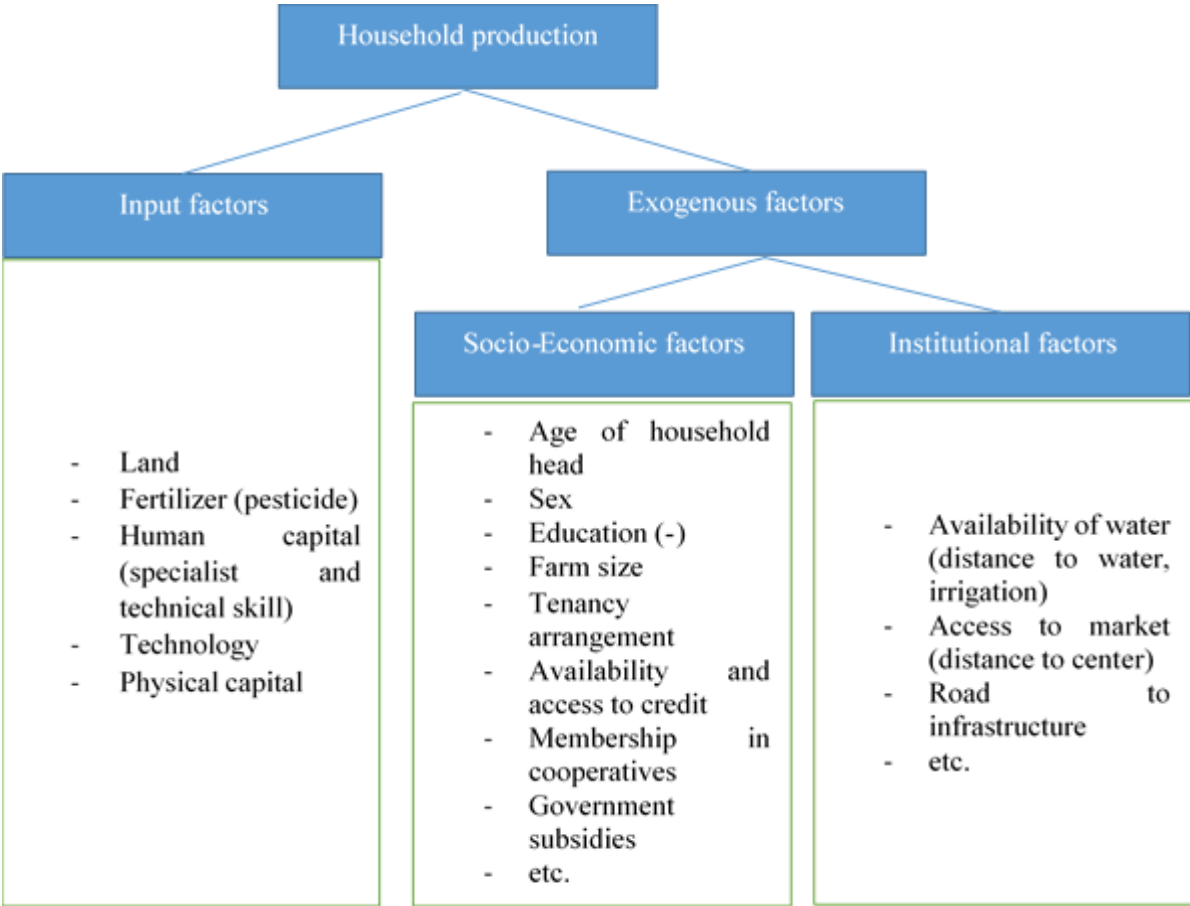 Household production
Input factors
Exogenous factors
Socio-Economic factors
Institutional factors
- Land
- Fertilizer (pesticide)
- Human capital
(specialist and
technical skill)
- Technology
- Physical capital
- Age of household
head
- Sex
- Education (-)
- Farm size
- Tenancy
arrangement
- Availability and
access to credit
- Membership in
cooperatives
- Government
subsidies
- etc.
- Availability of water
(distance to water,
irrigation)
- Access to market
(distance to center)
- Road to
infrastructure
- etc.